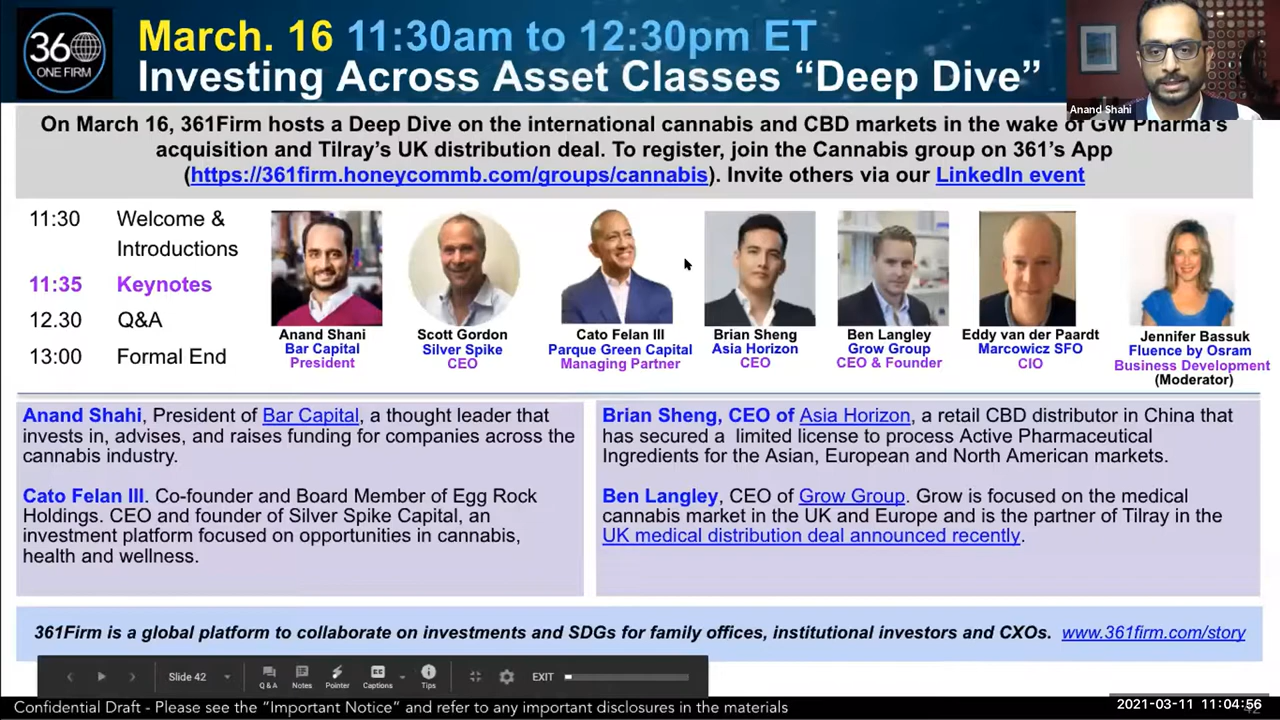 360
ONE FIRM
March. 16 11:30am to 12:30pm ET
Investing Across Asset Classes “Deep Dive”
Anand Shahi
On March 16, 361Firm hosts a Deep Dive on the international cannabis and CBD markets in the wake of GW Pharma's
acquisition and Tilray’s UK distribution deal. To register, join the Cannabis group on 361’s App
(https://361firm.honeycommb.com/groups/cannabis). Invite others via our LinkedIn event
11:30 Welcome &
Introductions
11:35 Keynotes
12.30 Q&A
13:00 Formal End
Anand Shani
Bar Capital
President
Scott Gordon
Silver Spike
CEO
Cato Felan III
Parque Green Capital
Managing Partner
Brian Sheng
Asia Horizon
CEO
Ben Langley
Grow Group
CEO & Founder
Eddy van der Paardt
Marcowicz SFO
CIO
Jennifer Bassuk
Fluence by Osram
Business Development
(Moderator)
Anand Shahi, President of Bar Capital, a thought leader that
invests in, advises, and raises funding for companies across the
cannabis industry.
Cato Felan III. Co-founder and Board Member of Egg Rock
Holdings. CEO and founder of Silver Spike Capital, an
investment platform focused on opportunities in cannabis,
health and wellness.
Brian Sheng, CEO of Asia Horizon, a retail CBD distributor in China that
has secured a limited license to process Active Pharmaceutical
Ingredients for the Asian, European and North American markets.
Ben Langley, CEO of Grow Group. Grow is focused on the medical
cannabis market in the UK and Europe and is the partner of Tilray in the
UK medical distribution deal announced recently.
361Firm is a global platform to collaborate on investments and SDGs for family offices, institutional investors and CXOs. www.361firm.com/story
Slide 42
Q & A
Notes
Pointer
CC
Captions
Tips
EXIT
Confidential Draft - Please see the “Important Notice” and refer to any important disclosures in the materials
2021-03-11 11:04:56